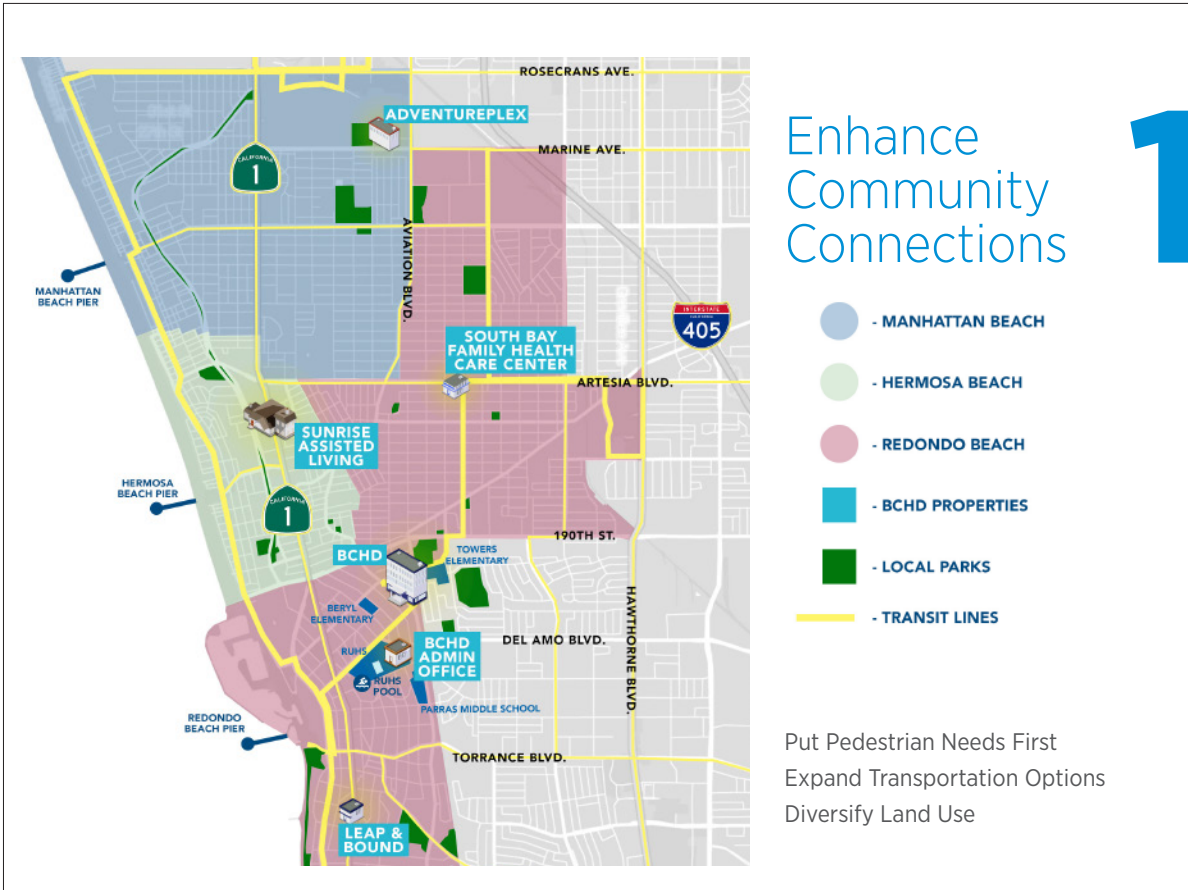 ROSECRANS AVE.
ADVENTUREPLEX
MARINE AVE.
CALIFORNIA
1
AVIATION BLVD.
MANHATTAN
BEACH PIER
INTERSTATE
CALIFORNIA
405
SOUTH BAY
FAMILY HEALTH
CARE CENTER
ARTESIA BLVD.
SUNRISE
ASSISTED
LIVING
HERMOSA
BEACH PIER
CALIFORNIA
1
190TH ST.
BCHD
TOWERS
ELEMENTARY
BERYL
ELEMENTARY
HAWTHORNE BLVD.
DEL AMO BLVD.
RUHS
BCHD
ADMIN
OFFICE
RUHS
POOL
PARRAS MIDDLE SCHOOL
REDONDO
BEACH PIER
TORRANCE BLVD.
LEAP &
BOUND
Enhance
Community
Connections
1
- MANHATTAN BEACH
- HERMOSA BEACH
- REDONDO BEACH
- BCHD PROPERTIES
- LOCAL PARKS
- TRANSIT LINES
Put Pedestrian Needs First
Expand Transportation Options
Diversify Land Use